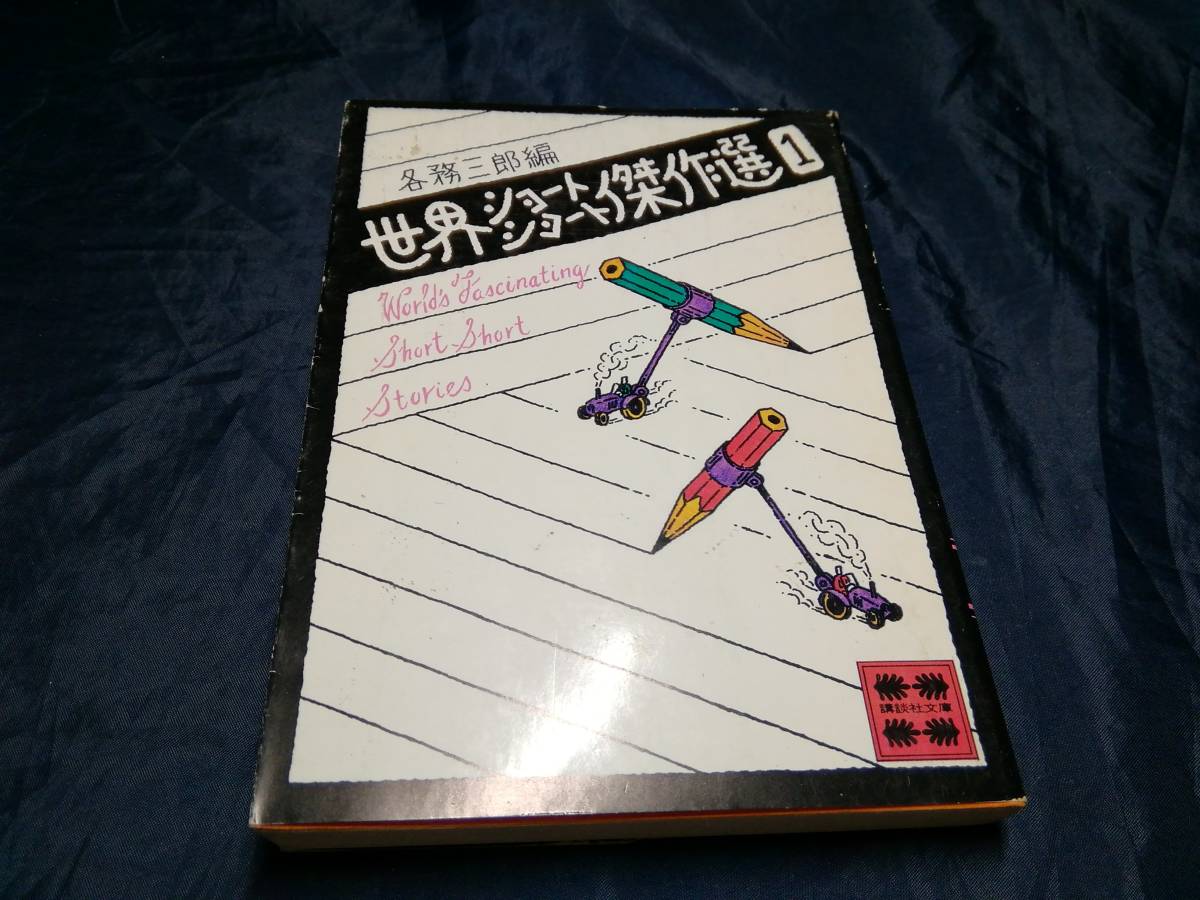 各務三郎編
世界ショートショート傑作選1
World's Fascinating
Short Short
Stories
講談社文庫